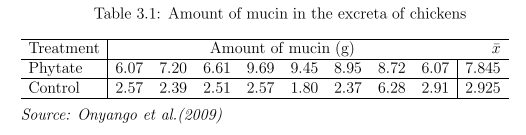 Table 3.1: Amount of mucin in the excreta of chickens
Treatment Amount of mucin (g) x̄
Phytate 6.07 7.20 6.61 9.69 9.45 8.95 8.72 6.07 7.845
Control 2.57 2.39 2.51 2.57 1.80 2.37 6.28 2.91 2.925
Source: Onyango et al.(2009)